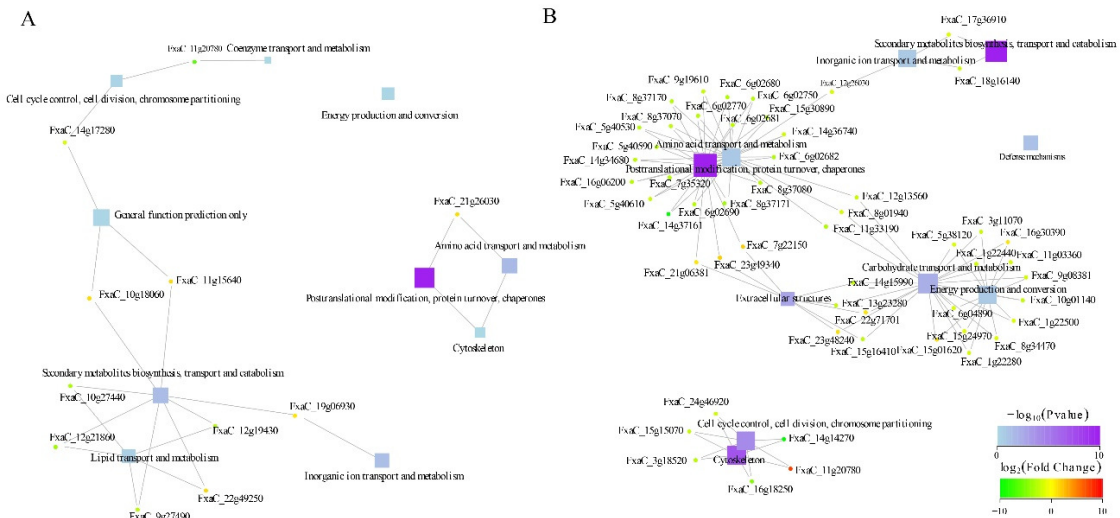 A
FxaC_11g20780
Coenzyme transport and metabolism
Cell cycle control, cell division, chromosome partitioning
Energy production and conversion
FxaC_14g17280
General function prediction only
FxaC_21g26030
Amino acid transport and metabolism
FxaC_11g15640
FxaC_10g18060
Posttranslational modification, protein turnover, chaperones
Cytoskeleton
Secondary metabolites biosynthesis, transport and catabolism
FxaC_10g27440
FxaC_19g06930
FxaC_12g21860
FxaC_12g19430
Lipid transport and metabolism
Inorganic ion transport and metabolism
FxaC_22g49250
FxaC_9g27490
B
FxaC_17g36910
Secondary metabolites biosynthesis, transport and catabolism
Inorganic ion transport and metabolism
FxaC_18g16140
FxaC_12g26030
FxaC_9g19610
FxaC_6g02680
FxaC_8g37170
FxaC_6g02770
FxaC_6g02750
FxaC_15g30890
FxaC_8g37070
FxaC_6g02681
FxaC_5g40530
FxaC_14g36740
FxaC_5g40590
Amino acid transport and metabolism
Defense mechanisms
FxaC_14g34680
FxaC_6g02682
Posttranslational modification, protein turnover, chaperones
FxaC_16g06200
FxaC_7g35320
FxaC_8g37080
FxaC_5g40610
FxaC_6g02690
FxaC_8g37171
FxaC_12g13560
FxaC_8g01940
FxaC_14g37161
FxaC_11g33190
FxaC_3g11070
FxaC_5g38120
FxaC_16g30390
FxaC_7g22150
FxaC_1g22440
FxaC_11g03360
FxaC_23g49340
FxaC_21g06381
Carbohydrate transport and metabolism
FxaC_9g08381
FxaC_14g15990
Energy production and conversion
Extracellular structures
FxaC_13g23280
FxaC_10g01140
FxaC_6g04890
FxaC_22g71701
FxaC_1g22500
FxaC_23g48240
FxaC_15g24970
FxaC_8g34470
FxaC_15g16410
FxaC_15g01620
FxaC_1g22280
FxaC_24g46920
Cell cycle control, cell division, chromosome partitioning
FxaC_15g15070
FxaC_14g14270
Cytoskeleton
FxaC_3g18520
FxaC_11g20780
FxaC_16g18250
−log10(Pvalue)
0 10
log2(Fold Change)
−10 0 10